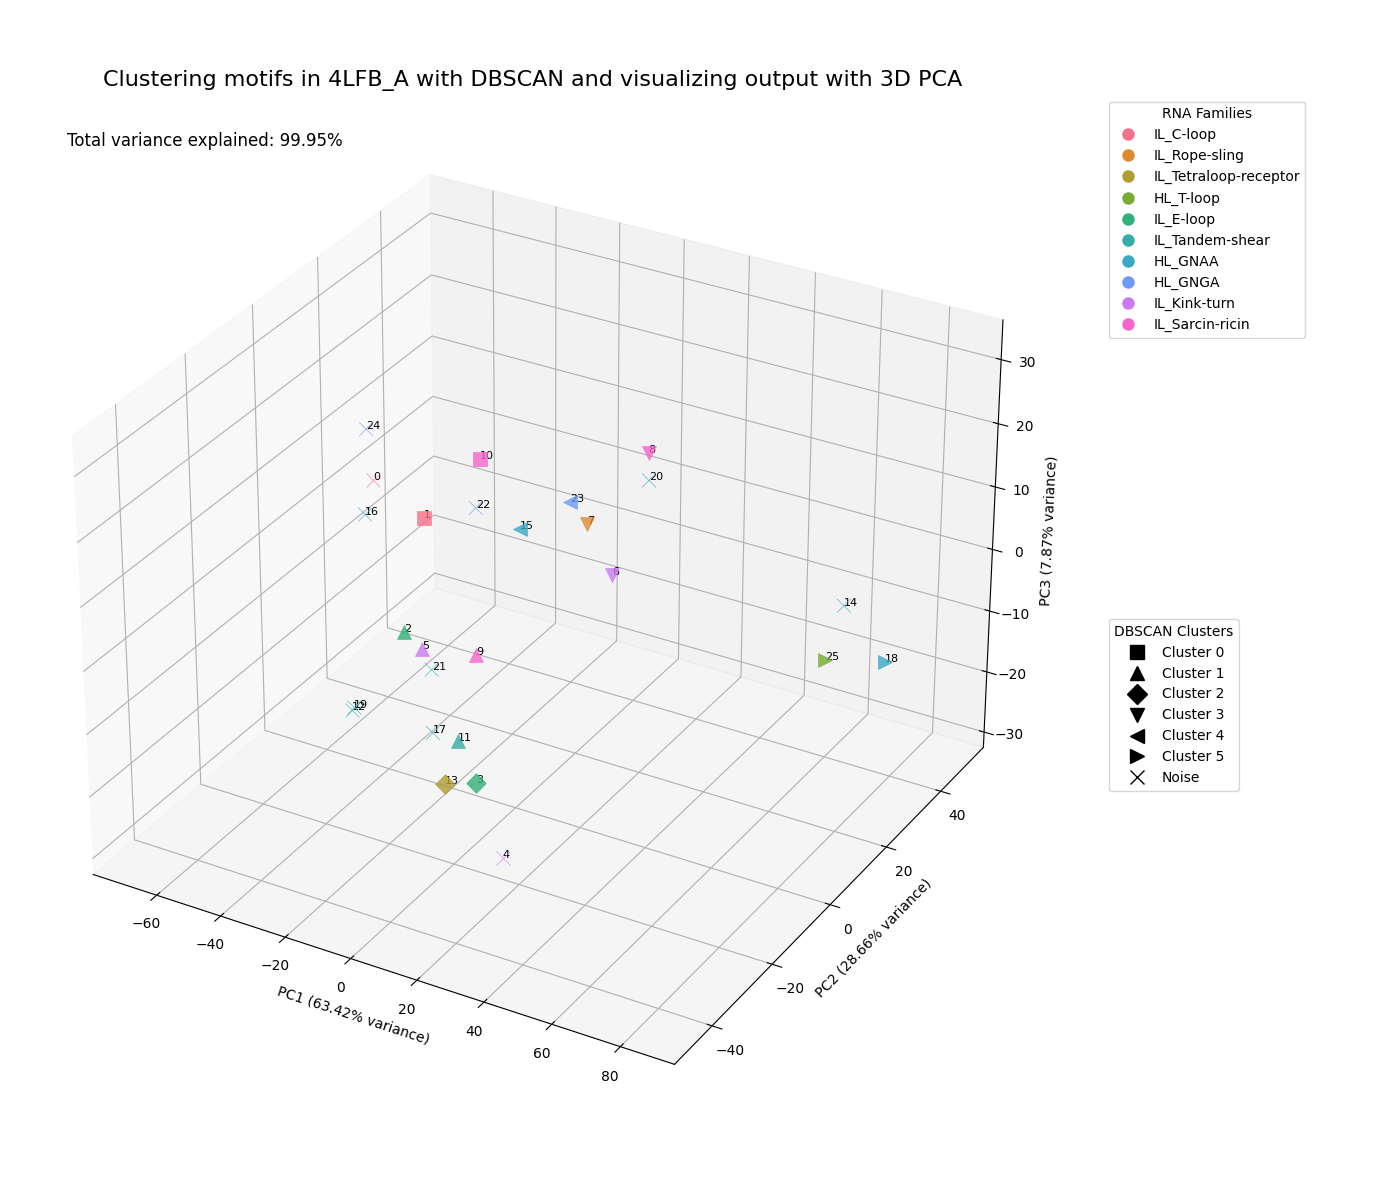 Clustering motifs in 4LFB_A with DBSCAN and visualizing output with 3D PCA
Total variance explained: 99.95%
RNA Families
IL_C-loop
IL_Rope-sling
IL_Tetraloop-receptor
HL_T-loop
IL_E-loop
IL_Tandem-shear
HL_GNAA
HL_GNGA
IL_Kink-turn
IL_Sarcin-ricin
30
20
10
0
−10
−20
−30
PC3 (7.87% variance)
24
0
16
10
1
22
15
23
7
8
20
6
14
25
18
2
5
9
21
19
12
17
11
13
3
4
DBSCAN Clusters
Cluster 0
Cluster 1
Cluster 2
Cluster 3
Cluster 4
Cluster 5
Noise
40
20
0
−20
−40
PC2 (28.66% variance)
−60
−40
−20
0
20
40
60
80
PC1 (63.42% variance)